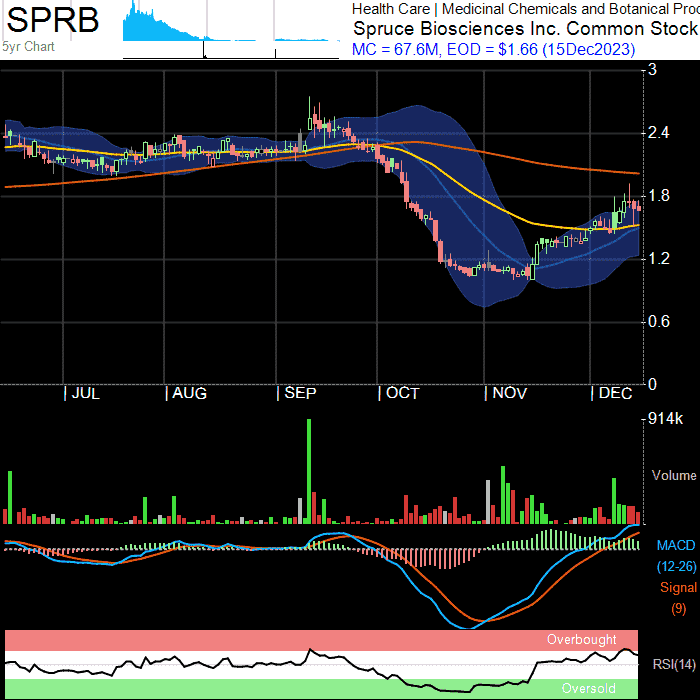 SPRB
5yr Chart
Health Care | Medicinal Chemicals and Botanical Pro
Spruce Biosciences Inc. Common Stock
MC = 67.6M, EOD = $1.66 (15Dec2023)
3
2.4
1.8
1.2
0.6
0
JUL AUG SEP OCT NOV DEC
914k
Volume
MACD
(12-26)
Signal
(9)
Overbought
RSI(14)
Oversold